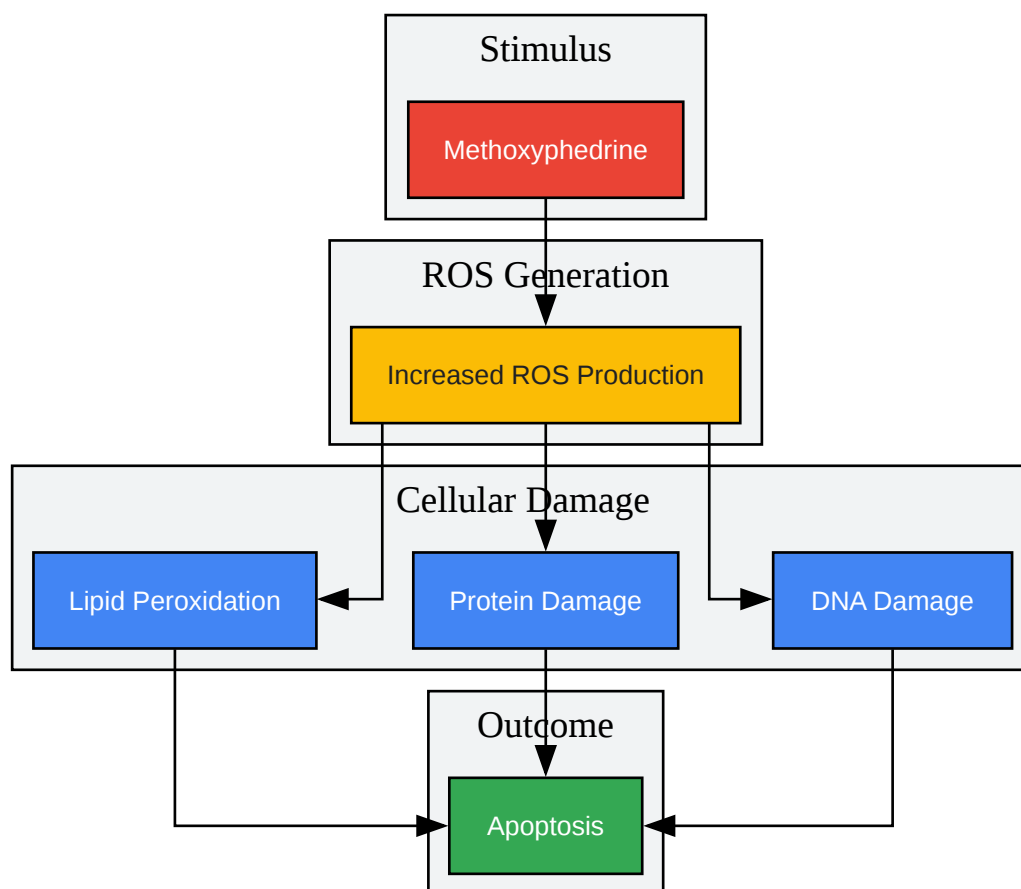 Stimulus
Methoxyphedrine
ROS Generation
Increased ROS Production
Cellular Damage
Lipid Peroxidation
Protein Damage
DNA Damage
Outcome
Apoptosis